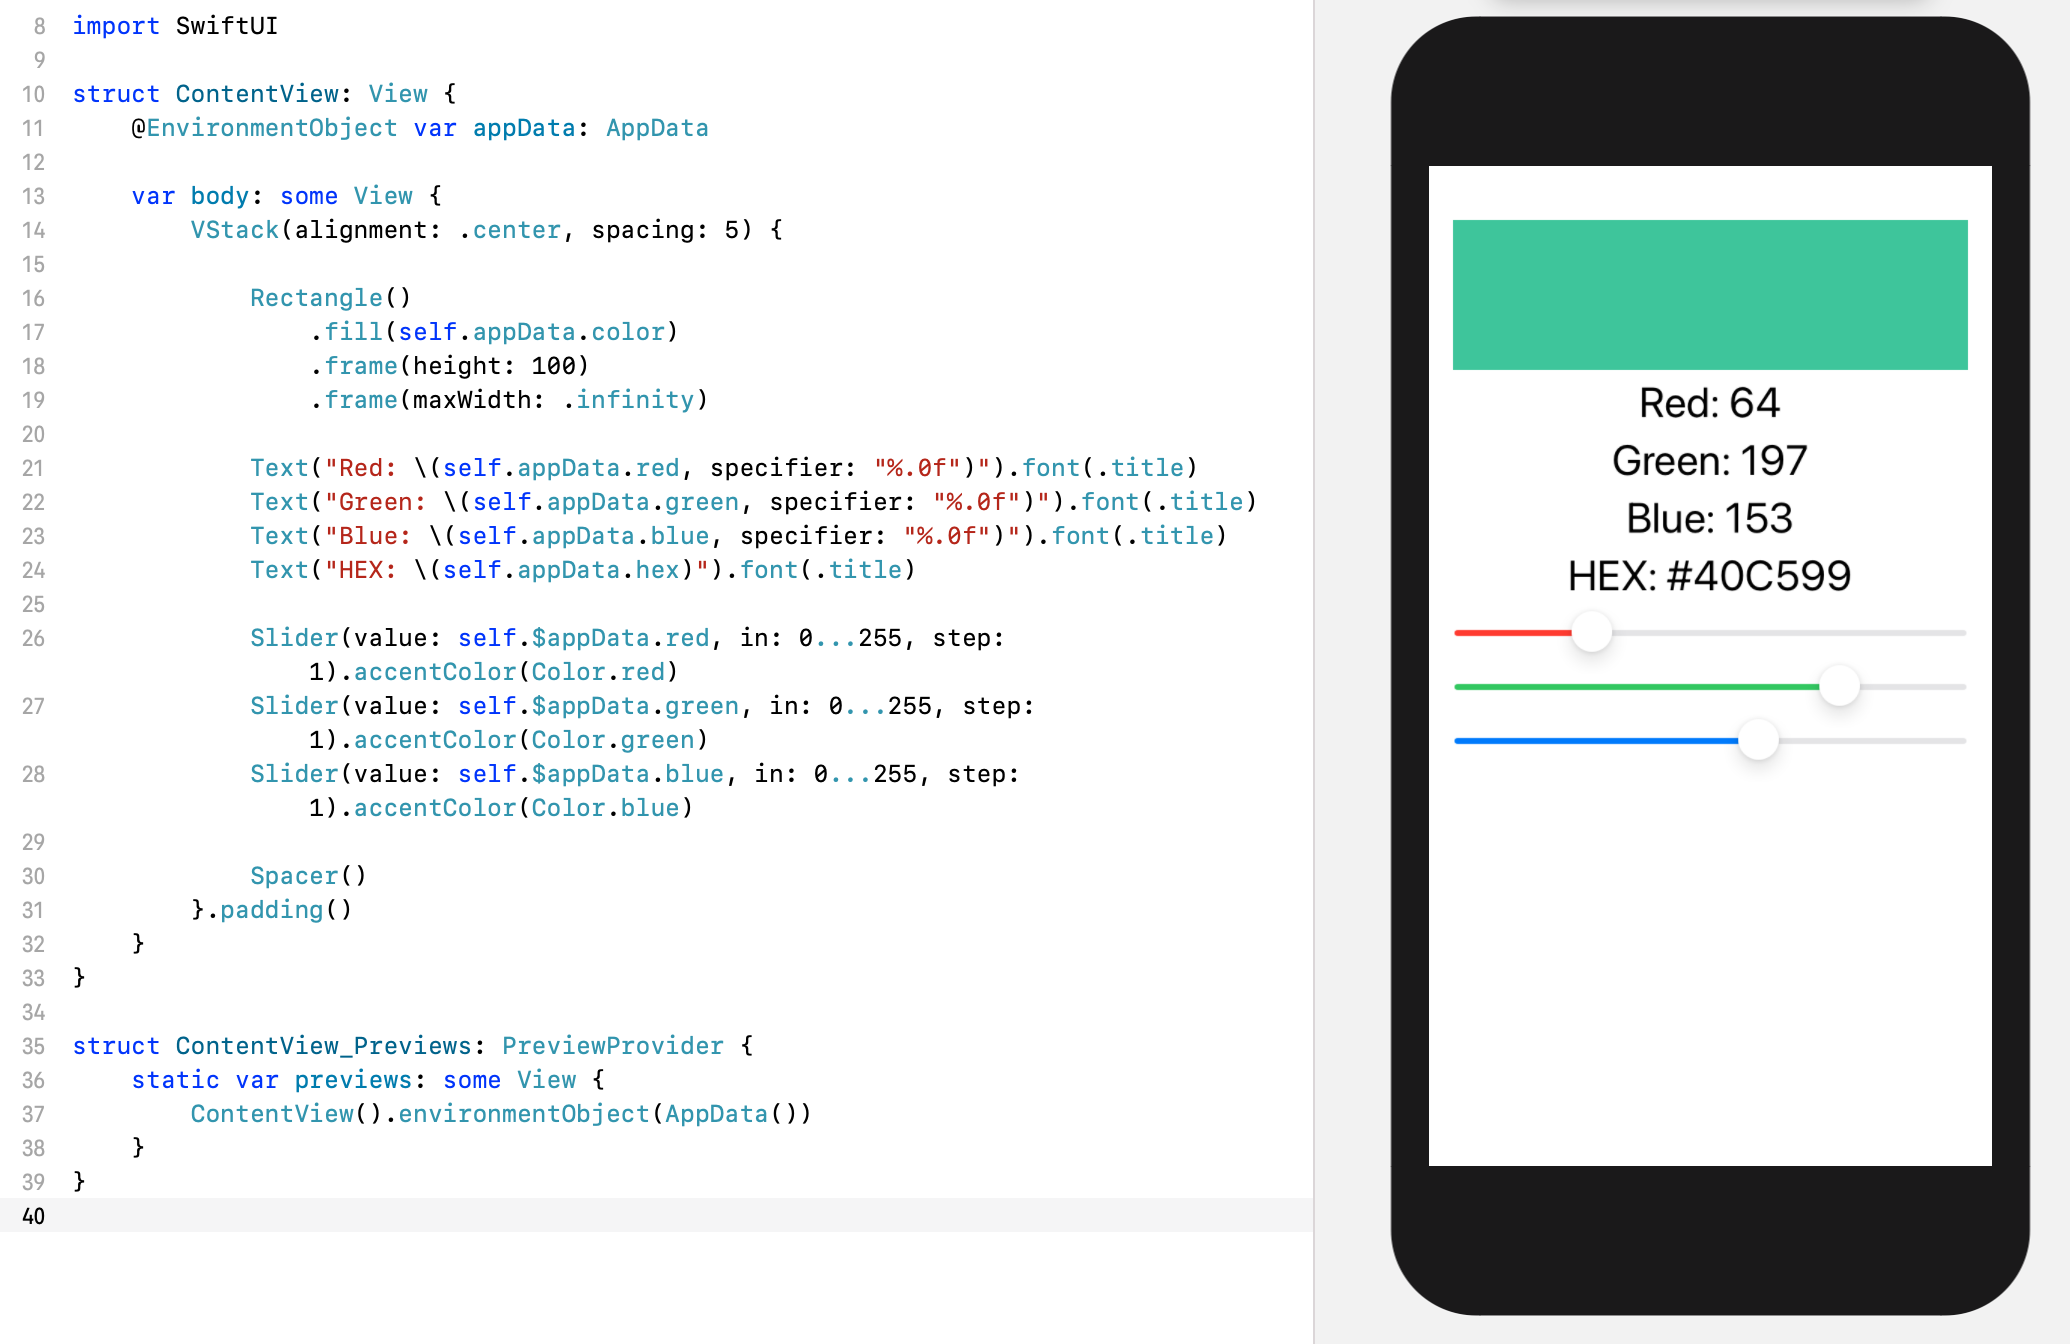 8 import SwiftUI
9
10 struct ContentView: View {
11     @EnvironmentObject var appData: AppData
12
13     var body: some View {
14         VStack(alignment: .center, spacing: 5) {
15
16             Rectangle()
17                 .fill(self.appData.color)
18                 .frame(height: 100)
19                 .frame(maxWidth: .infinity)
20
21             Text("Red: \(self.appData.red, specifier: "%.0f")").font(.title)
22             Text("Green: \(self.appData.green, specifier: "%.0f")").font(.title)
23             Text("Blue: \(self.appData.blue, specifier: "%.0f")").font(.title)
24             Text("HEX: \(self.appData.hex)").font(.title)
25
26             Slider(value: self.$appData.red, in: 0...255, step:
                1).accentColor(Color.red)
27             Slider(value: self.$appData.green, in: 0...255, step:
                1).accentColor(Color.green)
28             Slider(value: self.$appData.blue, in: 0...255, step:
                1).accentColor(Color.blue)
29
30             Spacer()
31         }.padding()
32     }
33 }
34
35 struct ContentView_Previews: PreviewProvider {
36     static var previews: some View {
37         ContentView().environmentObject(AppData())
38     }
39 }
40
Red: 64
Green: 197
Blue: 153
HEX: #40C599